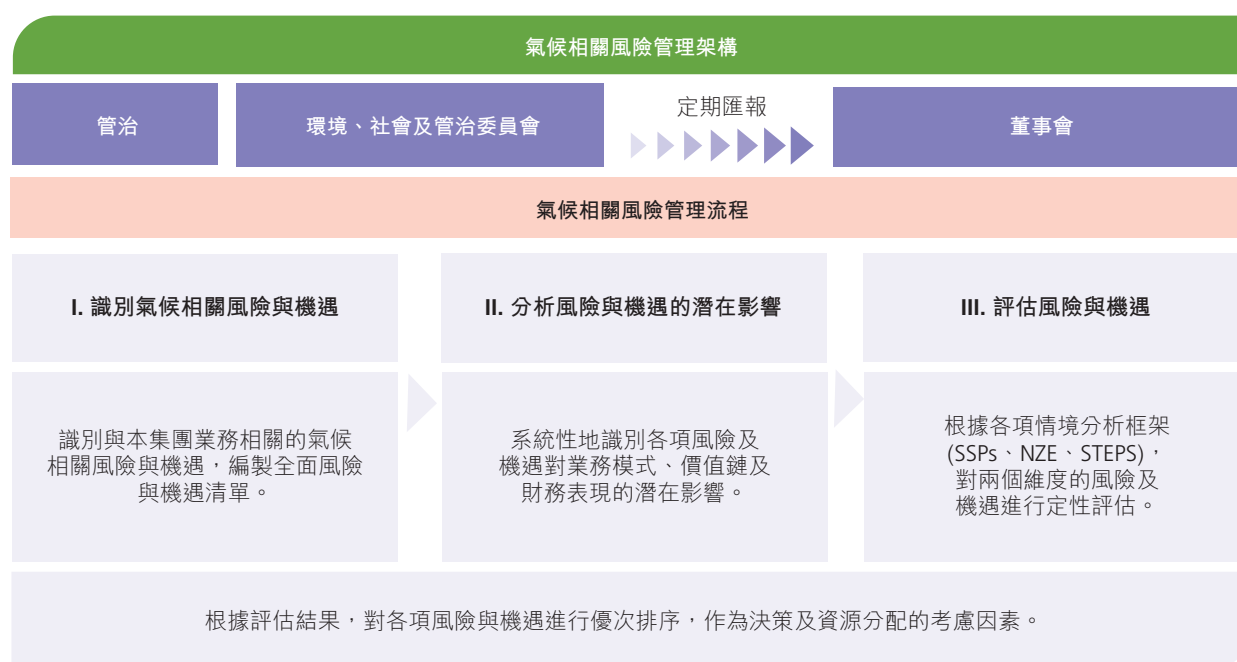 氣候相關風險管理架構
管治
環境、社會及管治委員會
定期匯報
董事會
氣候相關風險管理流程
I. 識別氣候相關風險與機遇
II. 分析風險與機遇的潛在影響
III. 評估風險與機遇
識別與本集團業務相關的氣候
相關風險與機遇，編製全面風險
與機遇清單。
系統性地識別各項風險及
機遇對業務模式、價值鏈及
財務表現的潛在影響。
根據各項情境分析框架
(SSPs、NZE、STEPS)，
對兩個維度的風險及
機遇進行定性評估。
根據評估結果，對各項風險與機遇進行優次排序，作為決策及資源分配的考慮因素。